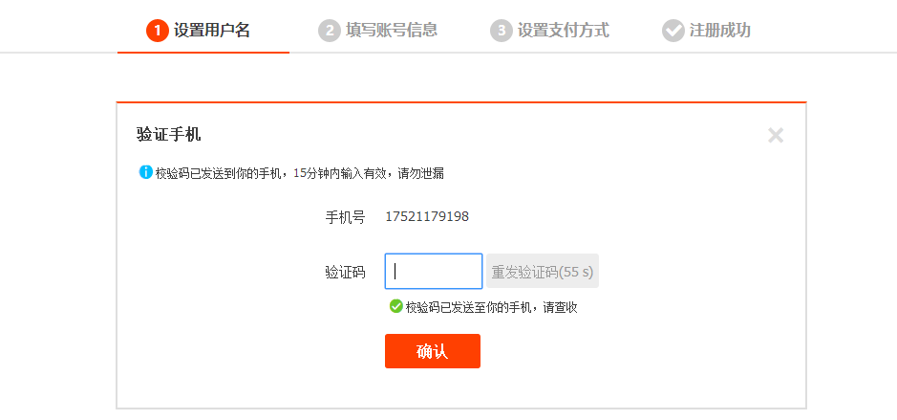 1 设置用户名 2 填写账号信息 3 设置支付方式 注册成功
验证手机
校验码已发送到你的手机，15分钟内输入有效，请勿泄漏
手机号 17521179198
验证码 重发验证码(55 s)
校验码已发送至你的手机，请查收
确认